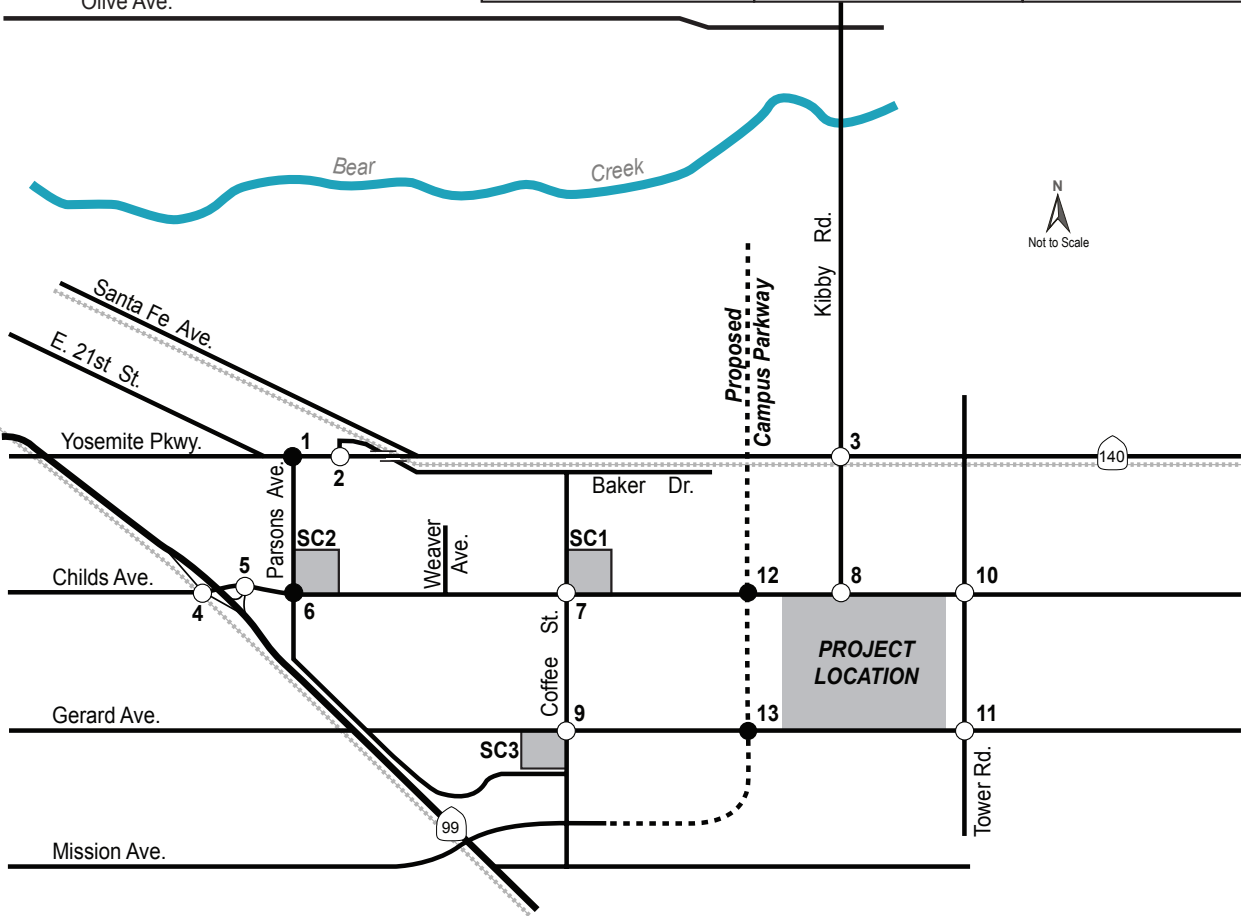 Olive Ave.
Bear
Creek
N
Not to Scale
Kibby Rd.
Proposed
Campus Parkway
Santa Fe Ave.
E. 21st St.
Yosemite Pkwy.
1
2
3
140
Parsons Ave.
Baker Dr.
SC2
Weaver
Ave.
SC1
Childs Ave.
5
4
6
7
12
8
10
Coffee St.
PROJECT
LOCATION
Gerard Ave.
9
13
11
SC3
Tower Rd.
99
Mission Ave.